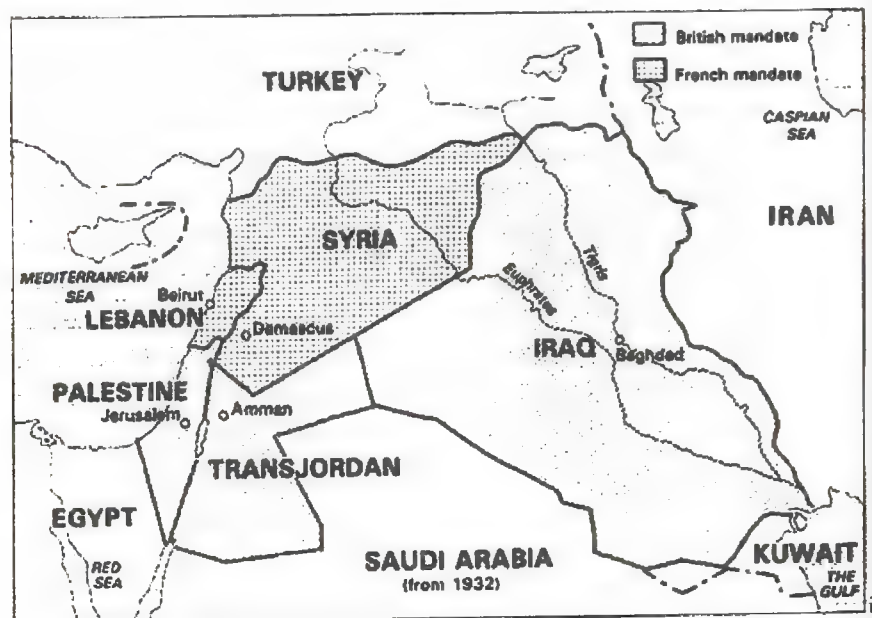 British mandate
French mandate
TURKEY
CASPIAN
SEA
IRAN
SYRIA
MEDITERRANEAN
SEA
Beirut
LEBANON
Damascus
Euphrates
Tigris
IRAQ
Baghdad
PALESTINE
Jerusalem
Amman
TRANSJORDAN
EGYPT
RED
SEA
SAUDI ARABIA
(from 1932)
KUWAIT
THE
GULF
i